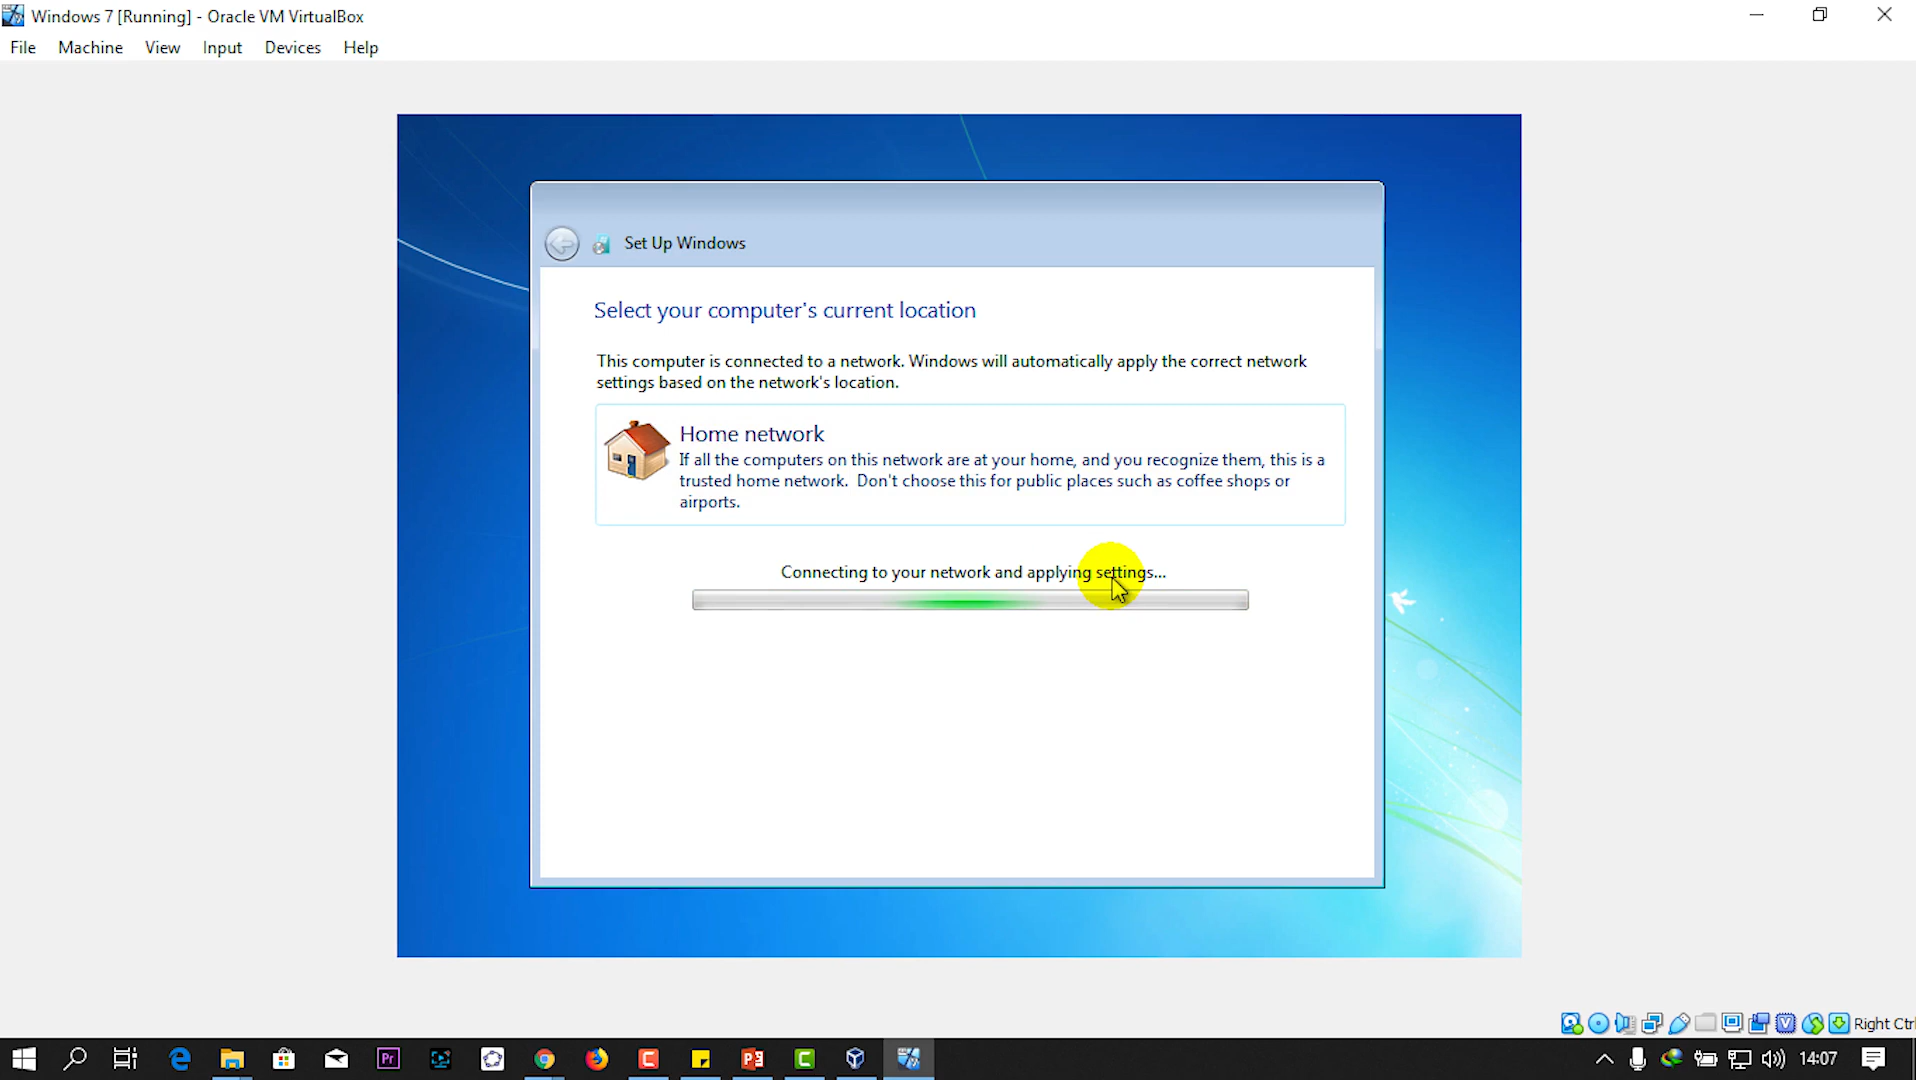 Windows 7 [Running] - Oracle VM VirtualBox
File Machine View Input Devices Help
Set Up Windows
Select your computer's current location
This computer is connected to a network. Windows will automatically apply the correct network
settings based on the network's location.
Home network
If all the computers on this network are at your home, and you recognize them, this is a
trusted home network. Don't choose this for public places such as coffee shops or
airports.
Connecting to your network and applying settings...
Right Ctrl
Pr
14:07